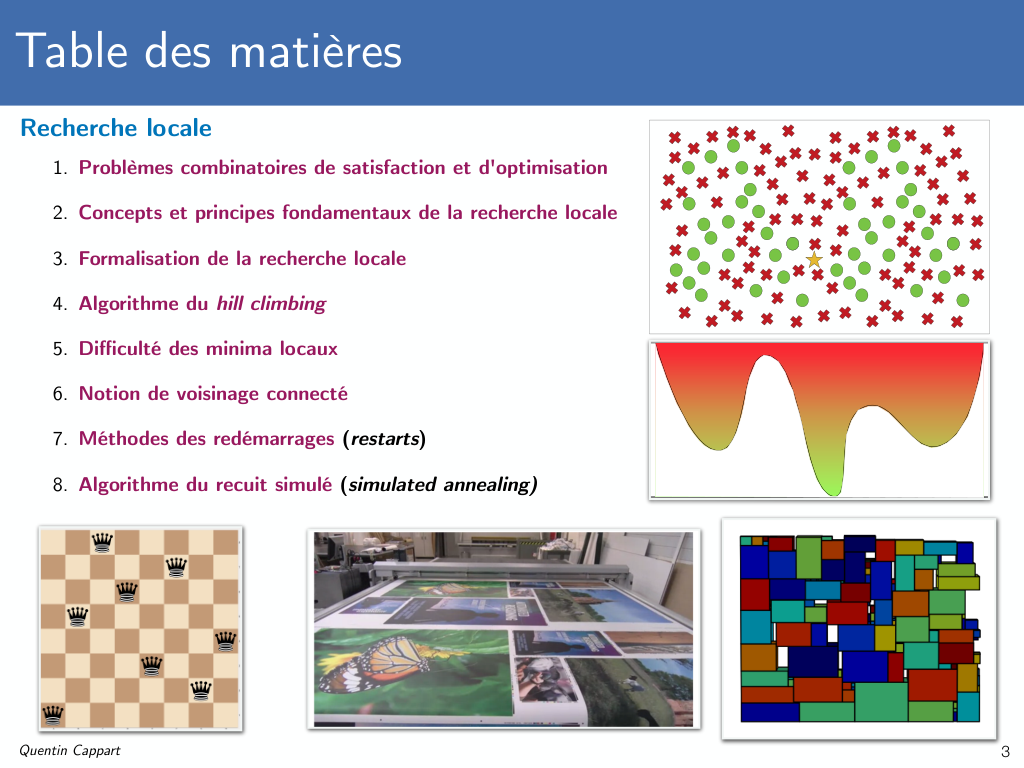 Table des matières
Recherche locale
1. Problèmes combinatoires de satisfaction et d'optimisation
2. Concepts et principes fondamentaux de la recherche locale
3. Formalisation de la recherche locale
4. Algorithme du hill climbing
5. Difficulté des minima locaux
6. Notion de voisinage connecté
7. Méthodes des redémarrages (restarts)
8. Algorithme du recuit simulé (simulated annealing)
Quentin Cappart
3